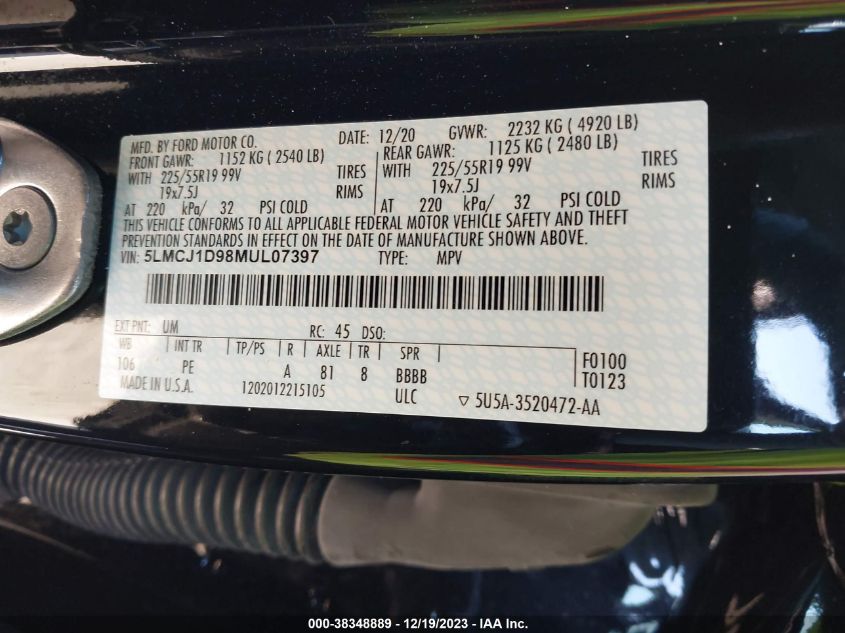 MFD. BY FORD MOTOR CO. DATE: 12/20 GVWR: 2232 KG ( 4920 LB)
FRONT GAWR: 1152 KG ( 2540 LB) REAR GAWR: 1125 KG ( 2480 LB)
WITH 225/55R19 99V TIRES WITH 225/55R19 99V TIRES
19x7.5J RIMS 19x7.5J RIMS
AT 220 kPa/ 32 PSI COLD AT 220 kPa/ 32 PSI COLD
THIS VEHICLE CONFORMS TO ALL APPLICABLE FEDERAL MOTOR VEHICLE SAFETY AND THEFT
PREVENTION STANDARDS IN EFFECT ON THE DATE OF MANUFACTURE SHOWN ABOVE.
VIN: 5LMCJ1D98MUL07397 TYPE: MPV
EXT PNT: UM RC: 45 DSO:
WB INT TR TP/PS R AXLE TR SPR
106 PE A 81 8 BBBB F0100
MADE IN U.S.A. 1202012215105 ULC T0123
▽ 5U5A-3520472-AA
000-38348889 - 12/19/2023 - IAA Inc.